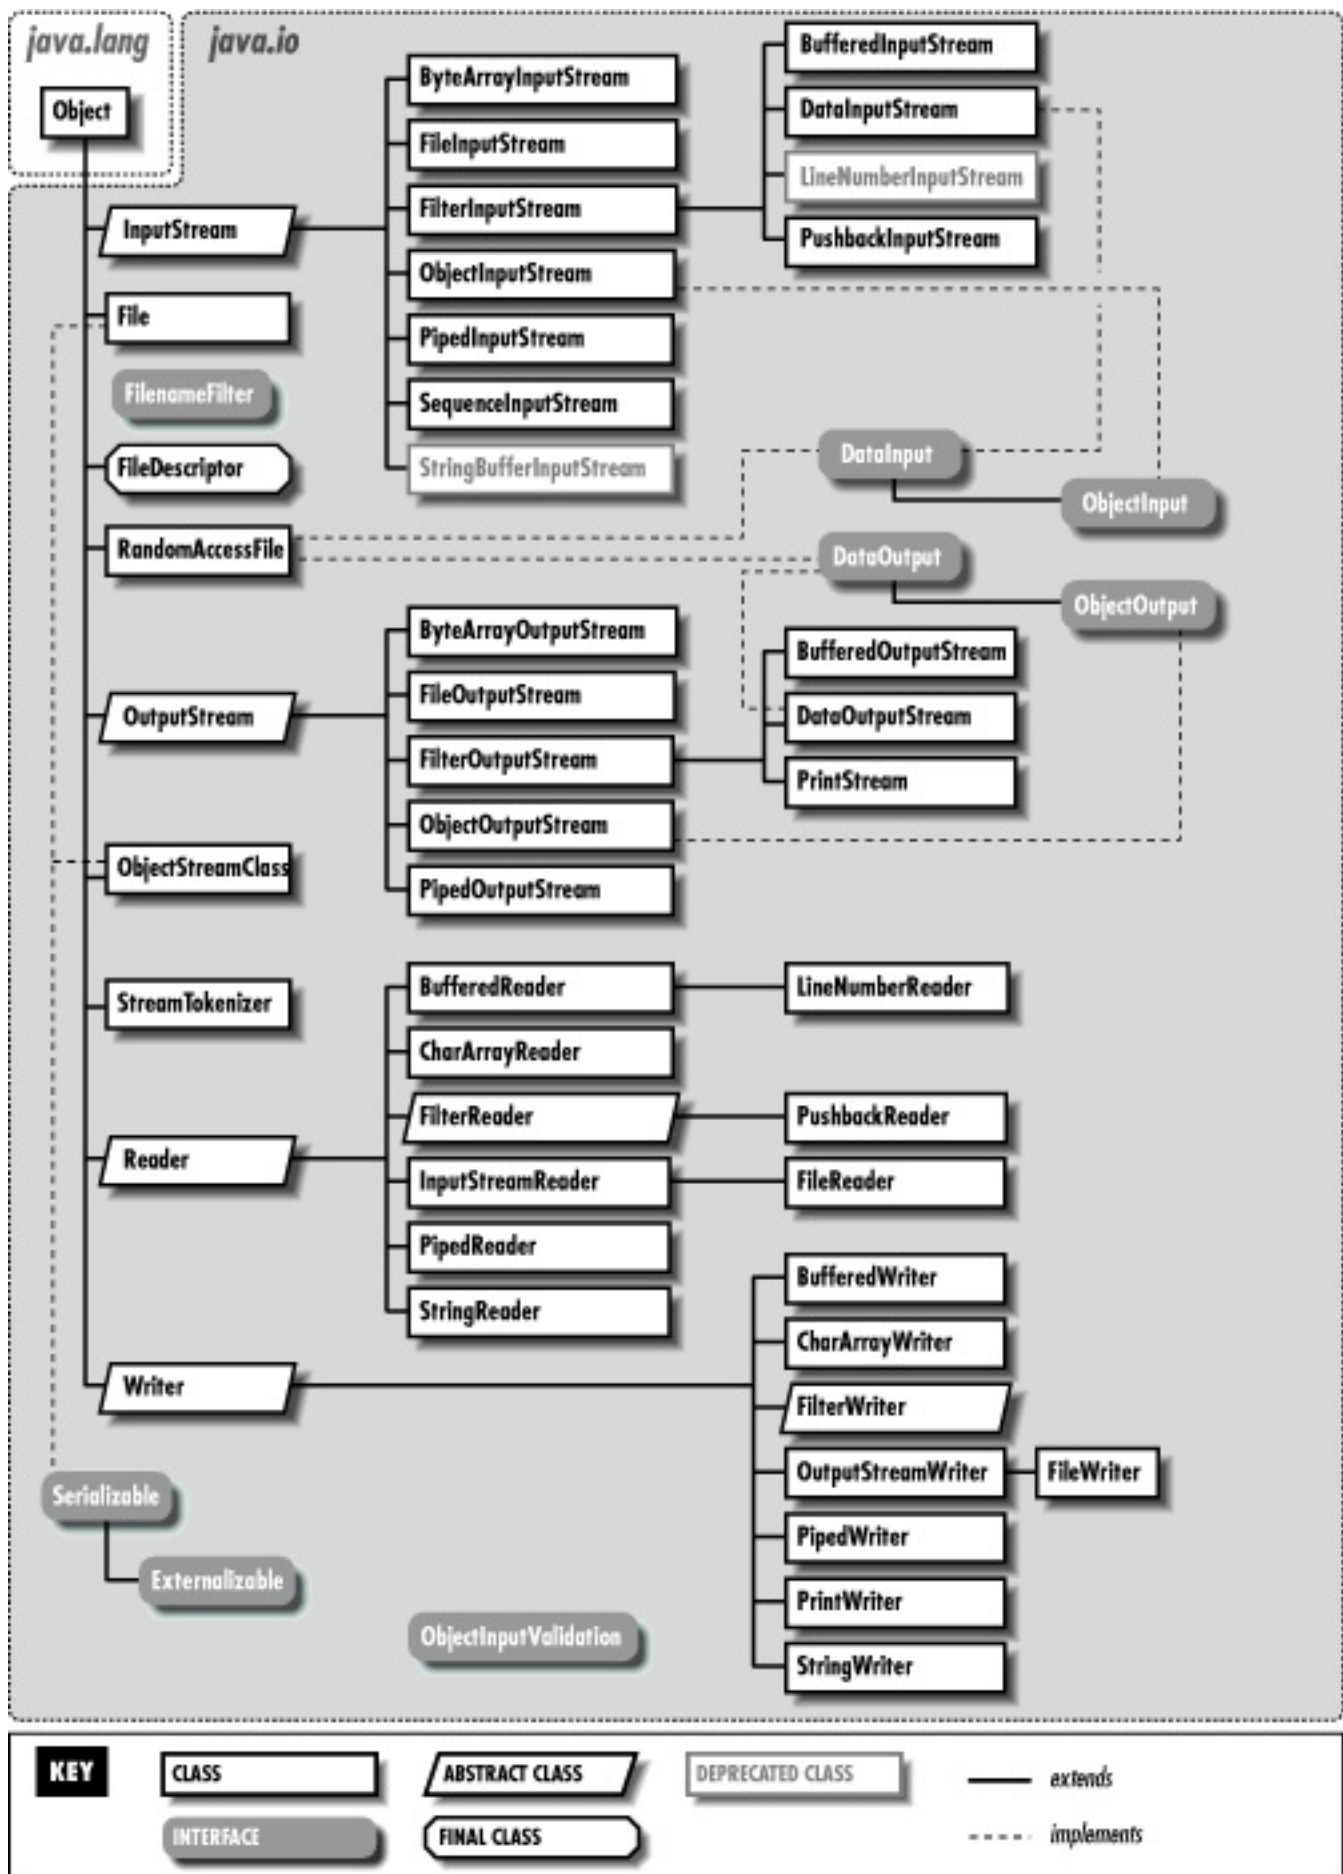 java.lang
java.io
Object
InputStream
File
FilenameFilter
FileDescriptor
RandomAccessFile
OutputStream
ObjectStreamClass
StreamTokenizer
Reader
Writer
Serializable
Externalizable
ByteArrayInputStream
FileInputStream
FilterInputStream
ObjectInputStream
PipedInputStream
SequenceInputStream
StringBufferInputStream
BufferedInputStream
DataInputStream
LineNumberInputStream
PushbackInputStream
DataInput
ObjectInput
DataOutput
ObjectOutput
ByteArrayOutputStream
FileOutputStream
FilterOutputStream
ObjectOutputStream
PipedOutputStream
BufferedOutputStream
DataOutputStream
PrintStream
BufferedReader
CharArrayReader
FilterReader
InputStreamReader
PipedReader
StringReader
LineNumberReader
PushbackReader
FileReader
BufferedWriter
CharArrayWriter
FilterWriter
OutputStreamWriter
FileWriter
PipedWriter
PrintWriter
StringWriter
ObjectInputValidation
KEY
CLASS
ABSTRACT CLASS
DEPRECATED CLASS
extends
INTERFACE
FINAL CLASS
implements